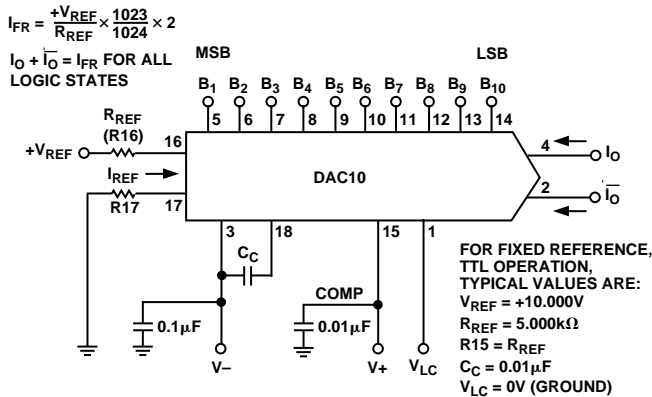 I_FR = +V_REF / R_REF × 1023 / 1024 × 2
I_O + I̅_O̅ = I_FR FOR ALL
LOGIC STATES
MSB
LSB
B1 B2 B3 B4 B5 B6 B7 B8 B9 B10
5 6 7 8 9 10 11 12 13 14
R_REF
(R16)
+V_REF
16
I_REF
R17
17
DAC10
4
I_O
2
I̅_O̅
3
18
15
1
C_C
COMP
0.1μF
0.01μF
V–
V+
V_LC
FOR FIXED REFERENCE,
TTL OPERATION,
TYPICAL VALUES ARE:
V_REF = +10.000V
R_REF = 5.000kΩ
R15 = R_REF
C_C = 0.01μF
V_LC = 0V (GROUND)